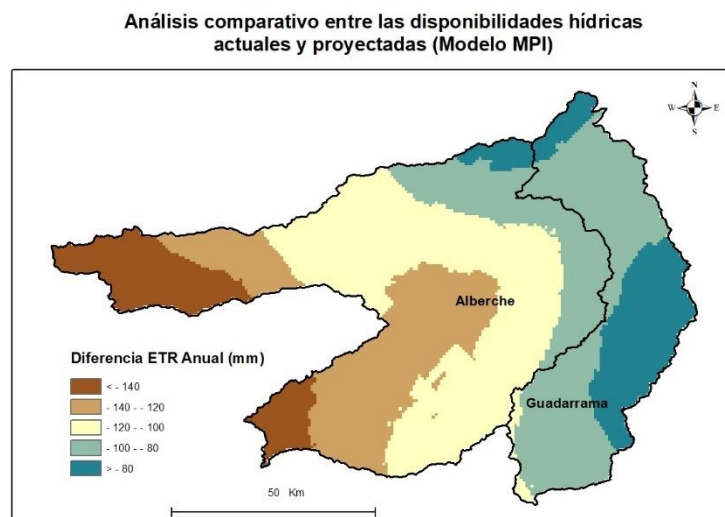 Análisis comparativo entre las disponibilidades hídricas
actuales y proyectadas (Modelo MPI)
N
W E
S
Alberche
Diferencia ETR Anual (mm)
< - 140
- 140 - - 120
- 120 - - 100
- 100 - - 80
> - 80
Guadarrama
50 Km